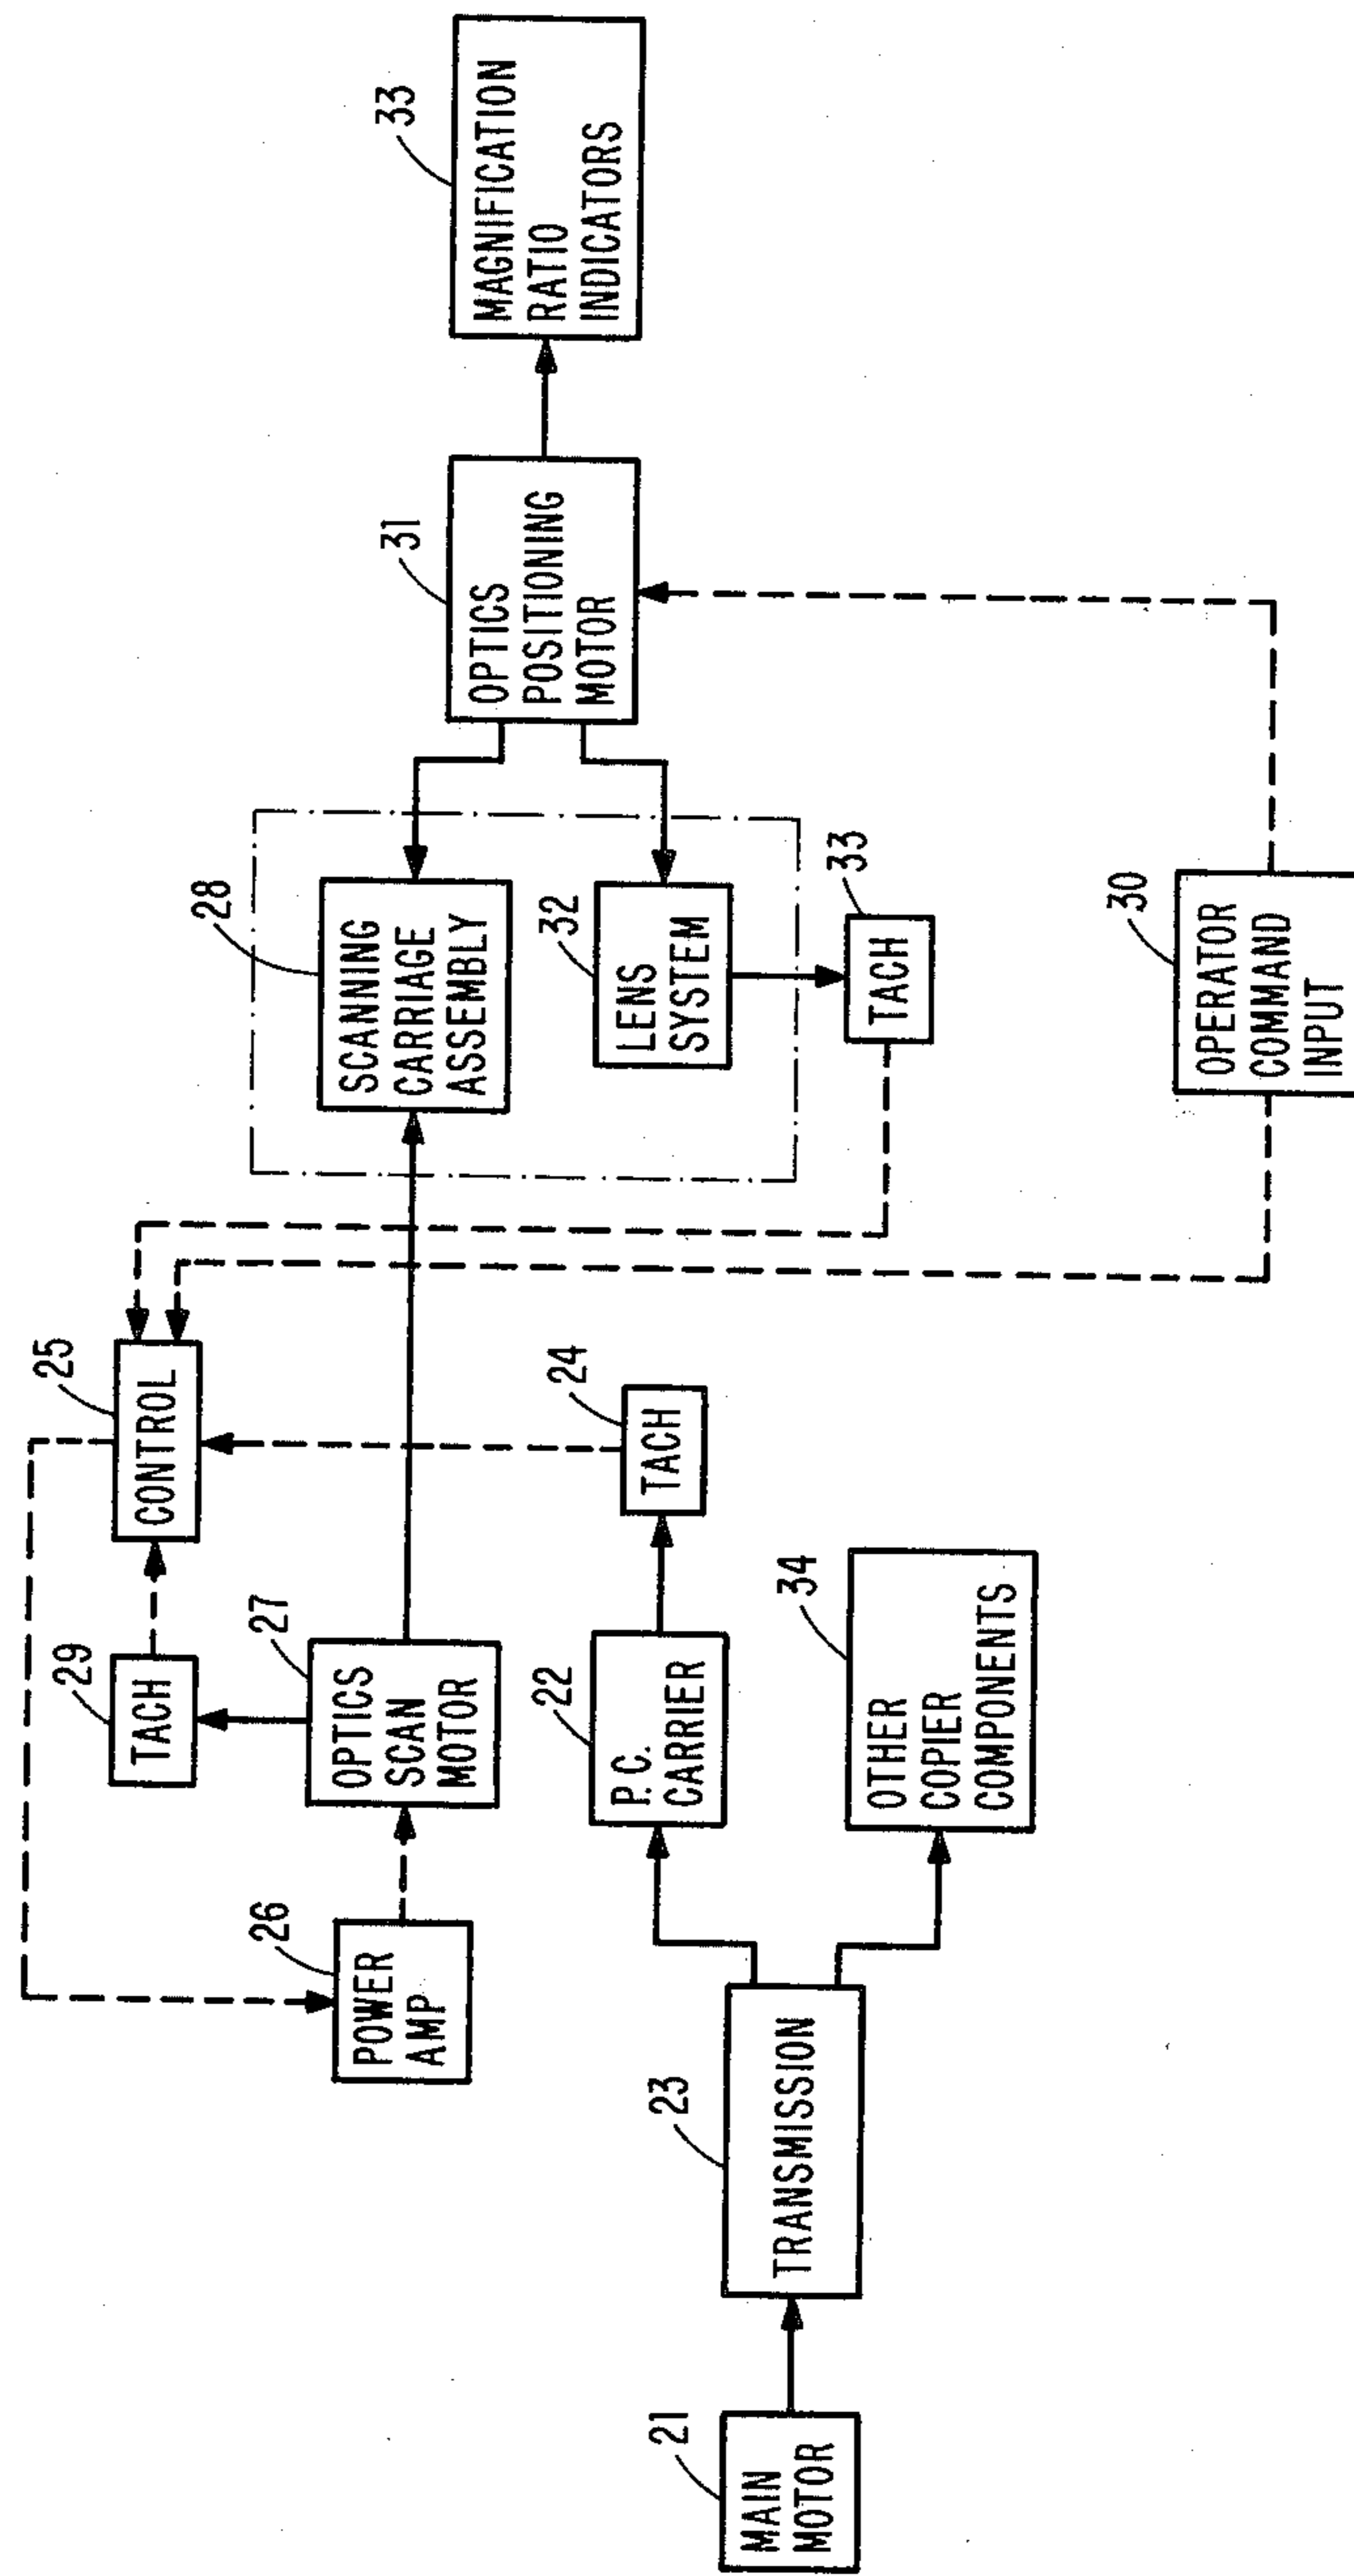 25
CONTROL
29
TACH
26
POWER
AMP
27
OPTICS
SCAN
MOTOR
28
SCANNING
CARRIAGE
ASSEMBLY
31
OPTICS
POSITIONING
MOTOR
33
MAGNIFICATION
RATIO
INDICATORS
32
LENS
SYSTEM
24
TACH
22
P.C.
CARRIER
33
TACH
21
MAIN
MOTOR
23
TRANSMISSION
34
OTHER
COPIER
COMPONENTS
30
OPERATOR
COMMAND
INPUT